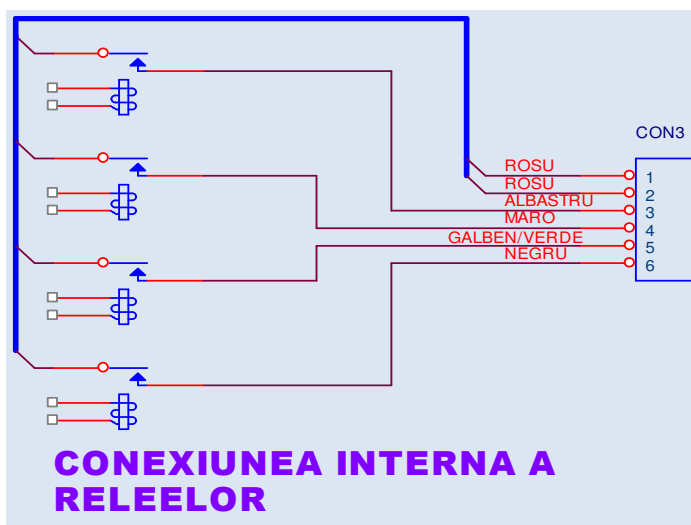 CON3
ROSU
1
ROSU
2
ALBASTRU
3
MARO
4
GALBEN/VERDE
5
NEGRU
6
CONEXIUNEA INTERNA A
RELEELOR